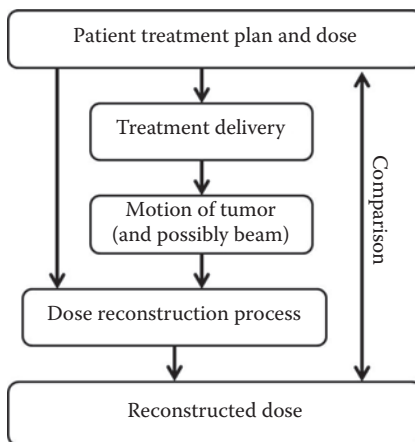 Patient treatment plan and dose
Treatment delivery
Motion of tumor
(and possibly beam)
Comparison
Dose reconstruction process
Reconstructed dose